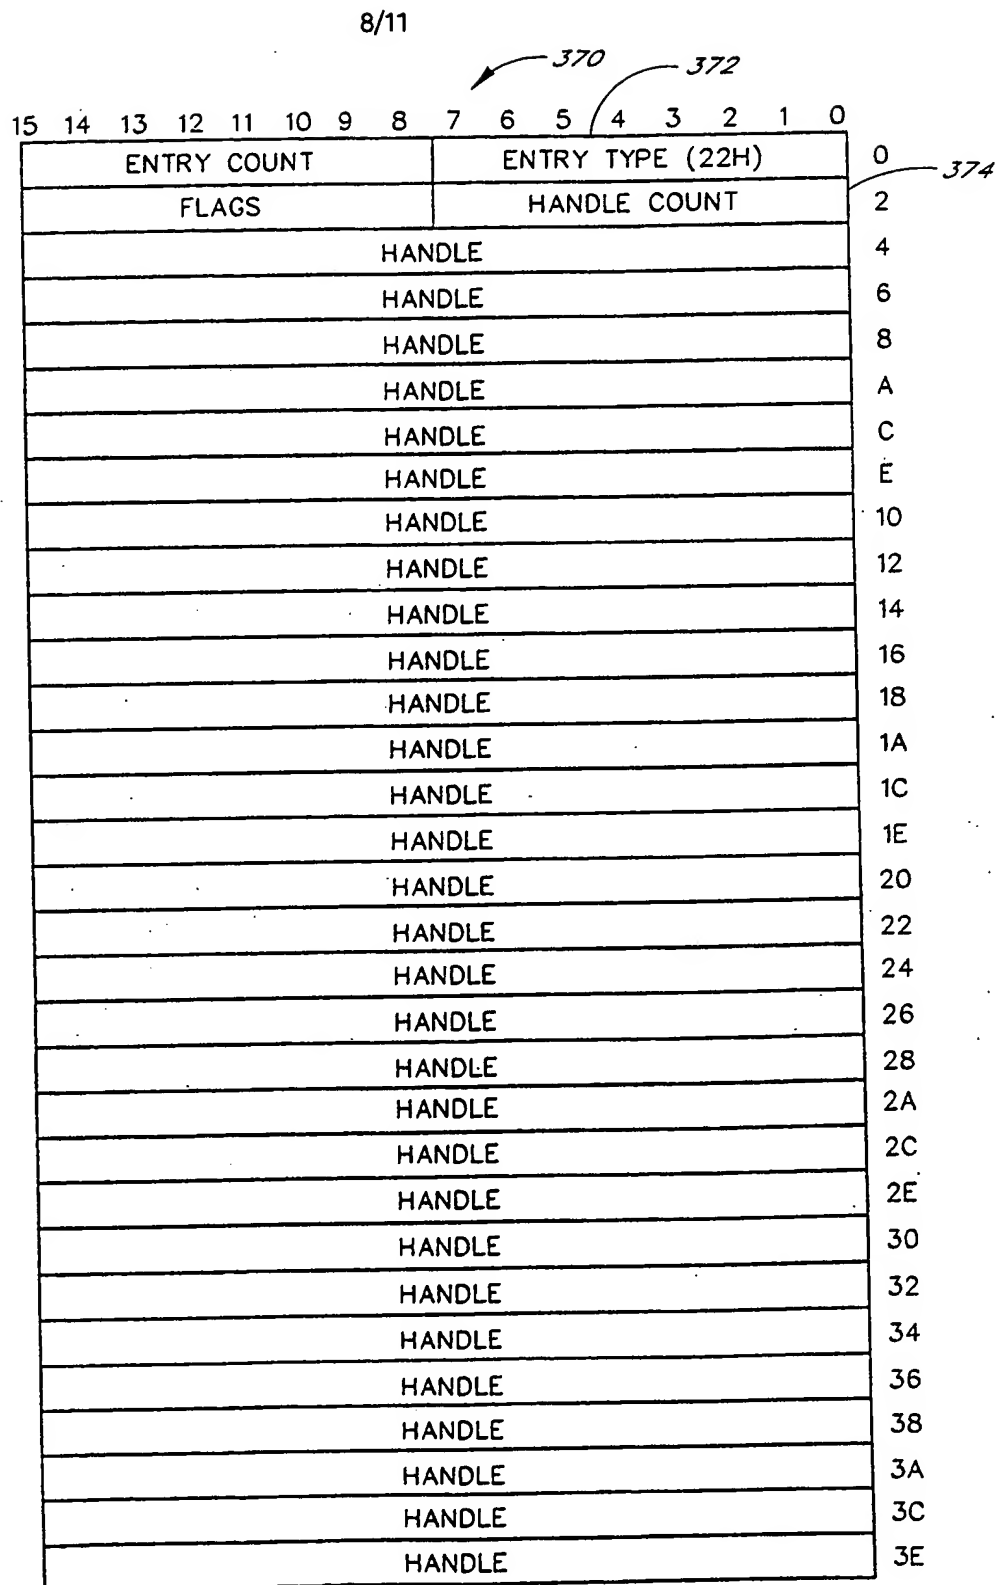 8/11
370
372
15 14 13 12 11 10 9 8 7 6 5 4 3 2 1 0
ENTRY COUNT ENTRY TYPE (22H) 0
374
FLAGS HANDLE COUNT 2
HANDLE 4
HANDLE 6
HANDLE 8
HANDLE A
HANDLE C
HANDLE E
HANDLE 10
HANDLE 12
HANDLE 14
HANDLE 16
HANDLE 18
HANDLE 1A
HANDLE 1C
HANDLE 1E
HANDLE 20
HANDLE 22
HANDLE 24
HANDLE 26
HANDLE 28
HANDLE 2A
HANDLE 2C
HANDLE 2E
HANDLE 30
HANDLE 32
HANDLE 34
HANDLE 36
HANDLE 38
HANDLE 3A
HANDLE 3C
HANDLE 3E